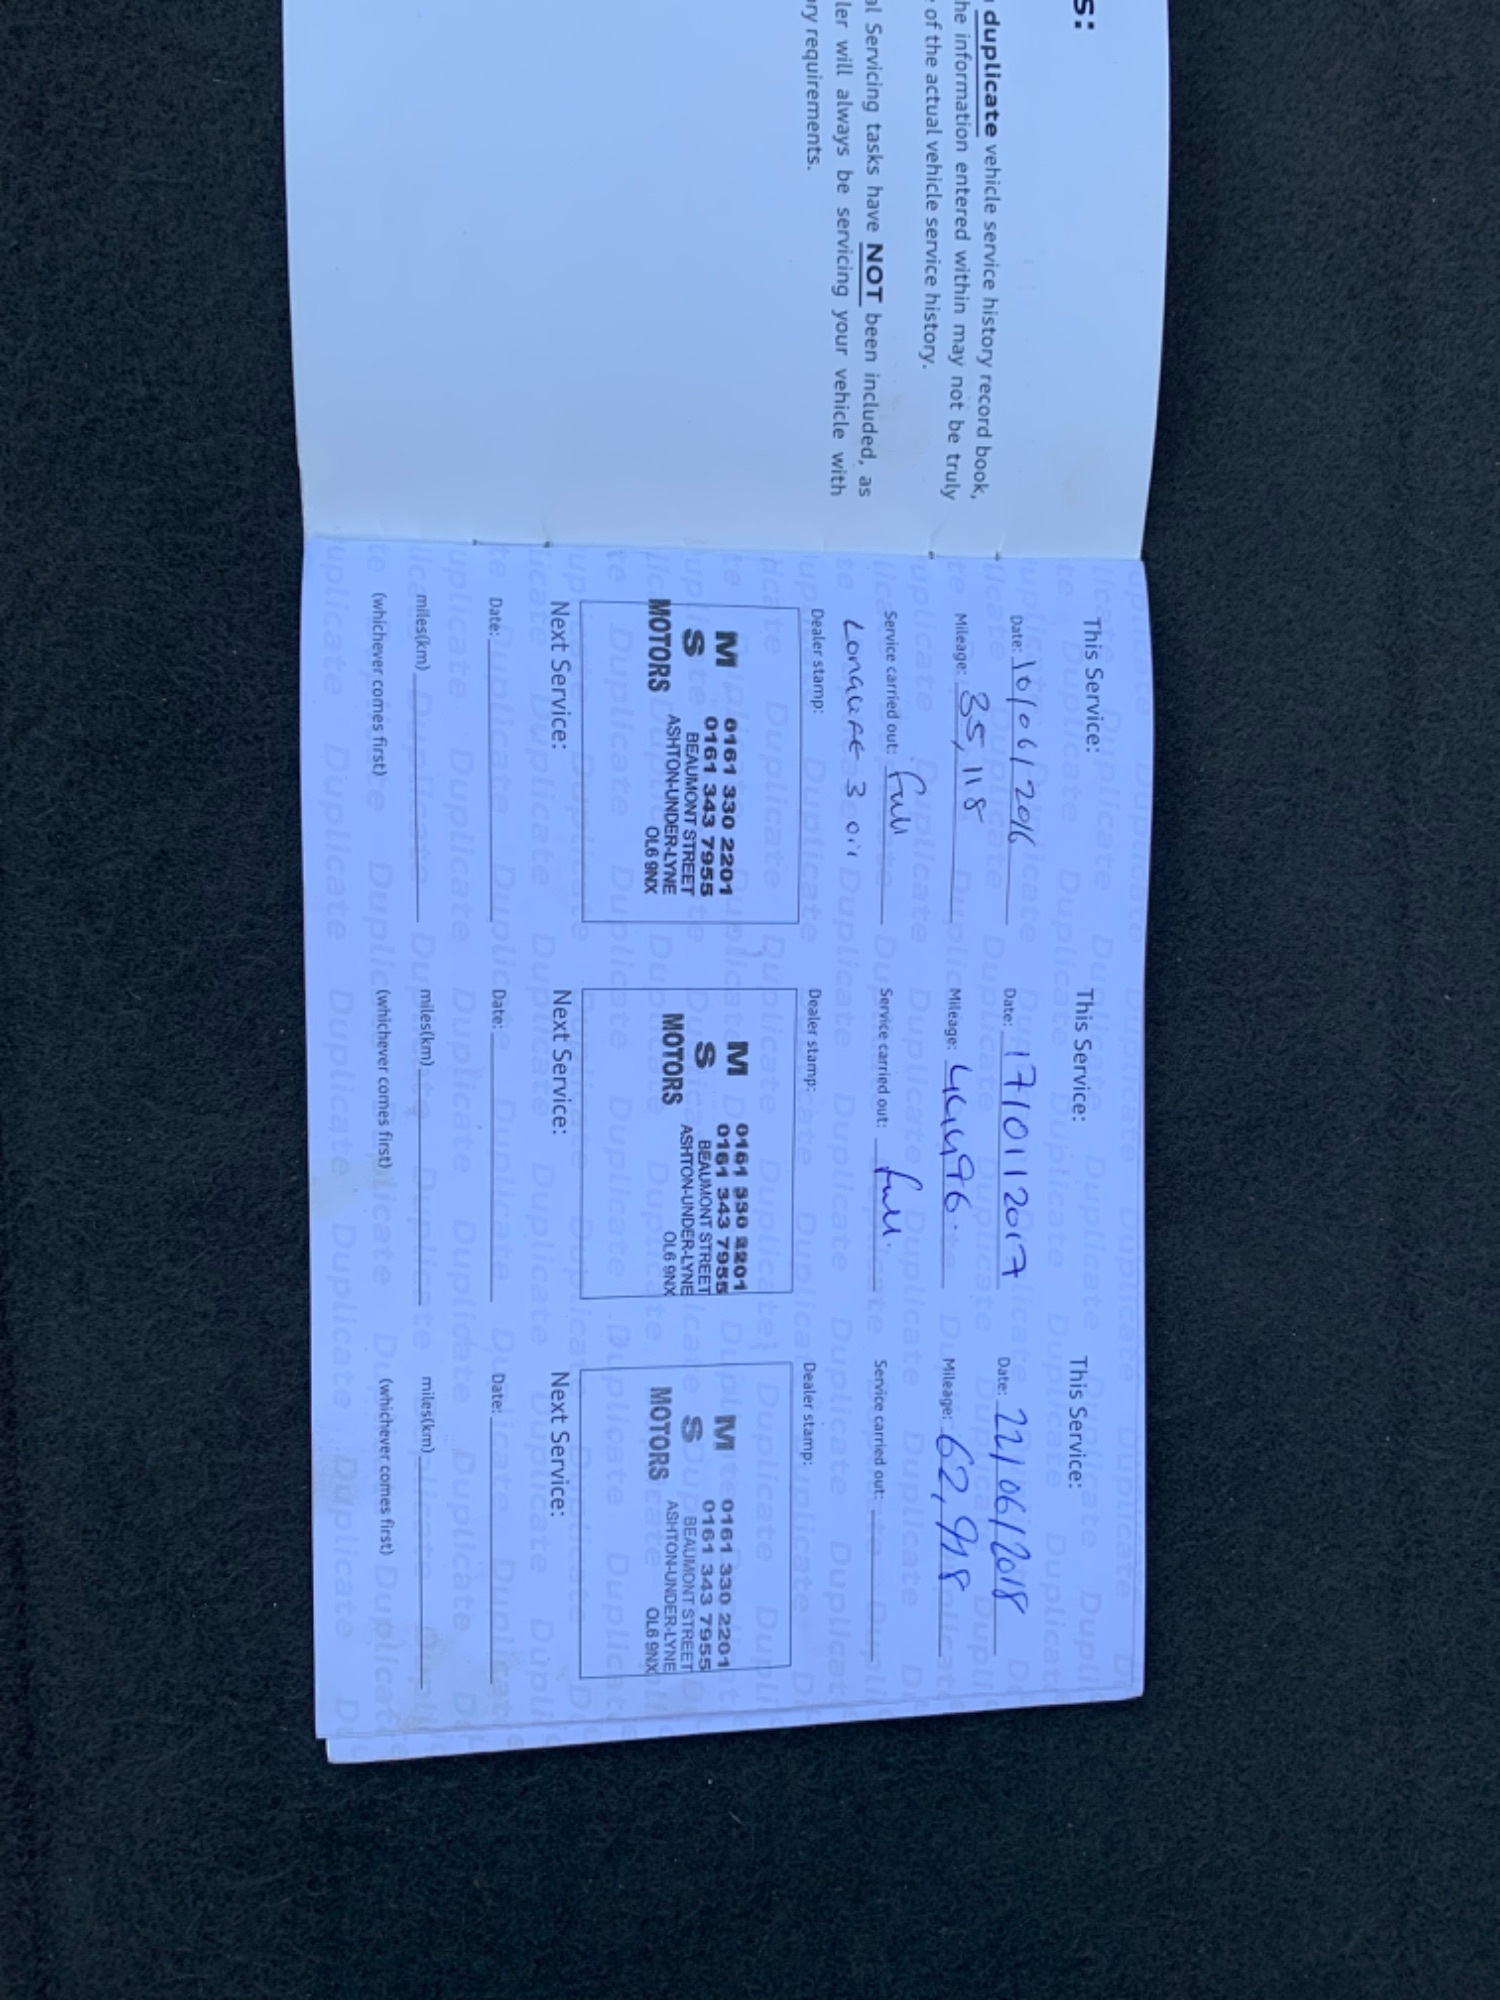 s:
duplicate vehicle service history record book,
he information entered within may not be truly
of the actual vehicle service history.
al Servicing tasks have NOT been included, as
ler will always be servicing your vehicle with
ry requirements.
This Service:
Date: 10/06/2016
Mileage: 35,118
Service carried out: full
Longlife 3 oil
Dealer stamp:
M 0161 330 2201
S 0161 343 7955
BEAUMONT STREET
MOTORS ASHTON-UNDER-LYNE
OL6 9NX
Next Service:
Date:
miles(km)
(whichever comes first)
This Service:
Date: 17/01/2017
Mileage: 44496.
Service carried out: full.
Dealer stamp:
M 0161 330 2201
S 0161 343 7955
BEAUMONT STREET
MOTORS ASHTON-UNDER-LYNE
OL6 9NX
Next Service:
Date:
miles(km)
(whichever comes first)
This Service:
Date: 22/06/2018
Mileage: 62,918
Service carried out:
Dealer stamp:
M 0161 330 2201
S 0161 343 7955
BEAUMONT STREET
MOTORS ASHTON-UNDER-LYNE
OL6 9NX
Next Service:
Date:
miles(km)
(whichever comes first)